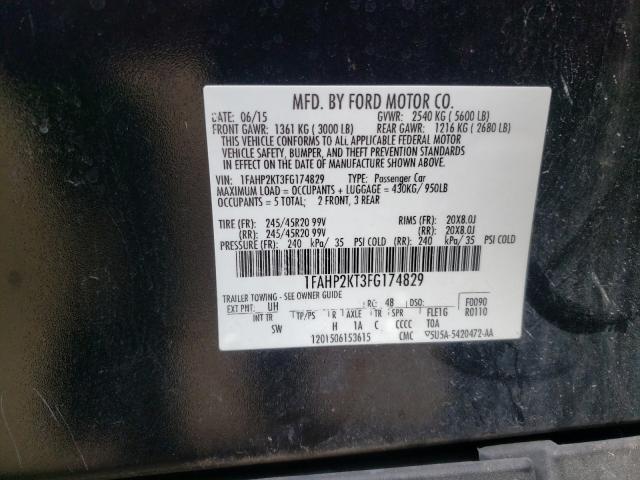 MFD. BY FORD MOTOR CO.
DATE: 06/15 GVWR: 2540 KG ( 5600 LB)
FRONT GAWR: 1361 KG ( 3000 LB) REAR GAWR: 1216 KG ( 2680 LB)
THIS VEHICLE CONFORMS TO ALL APPLICABLE FEDERAL MOTOR
VEHICLE SAFETY, BUMPER, AND THEFT PREVENTION STANDARDS
IN EFFECT ON THE DATE OF MANUFACTURE SHOWN ABOVE.
VIN: 1FAHP2KT3FG174829 TYPE: Passenger Car
MAXIMUM LOAD = OCCUPANTS + LUGGAGE = 430KG/ 950LB
OCCUPANTS = 5 TOTAL; 2 FRONT, 3 REAR
TIRE (FR): 245/45R20 99V RIMS (FR): 20X8.0J
(RR): 245/45R20 99V (RR): 20X8.0J
PRESSURE (FR): 240 kPa/ 35 PSI COLD (RR): 240 kPa/ 35 PSI COLD
1FAHP2KT3FG174829
TRAILER TOWING - SEE OWNER GUIDE
EXT PNT: UH RC: 48 DSO: F0090
INT TR TP/PS R AXLE TR SPR FLE1G R0110
SW H 1A C CCCC T0A
1201506153615 CMC 5U5A-5420472-AA